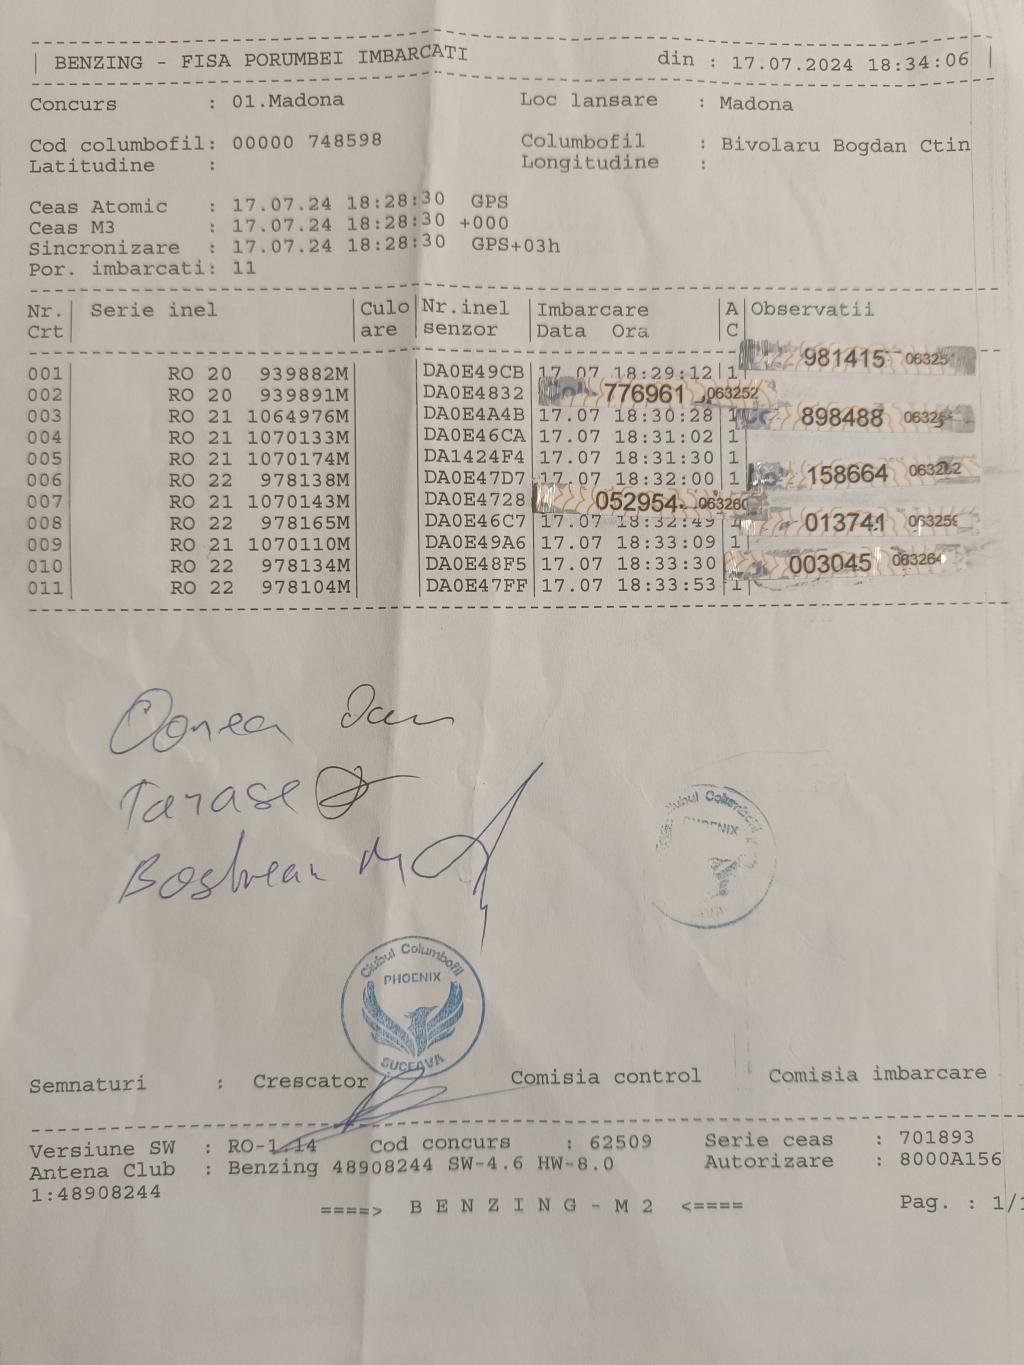 BENZING - FISA PORUMBEI IMBARCATI din : 17.07.2024 18:34:06
Concurs : 01.Madona Loc lansare : Madona
Cod columbofil: 00000 748598 Columbofil : Bivolaru Bogdan Ctin
Latitudine : Longitudine :
Ceas Atomic : 17.07.24 18:28:30 GPS
Ceas M3 : 17.07.24 18:28:30 +000
Sincronizare : 17.07.24 18:28:30 GPS+03h
Por. imbarcati: 11
Nr. Serie inel Culo Nr.inel Imbarcare A Observatii
Crt are senzor Data Ora C
981415 06325
001 RO 20 939882M DA0E49CB 17.07 18:29:12 1
002 RO 20 939891M DA0E4832 776961 063252
003 RO 21 1064976M DA0E4A4B 17.07 18:30:28 1 898488
004 RO 21 1070133M DA0E46CA 17.07 18:31:02 1
005 RO 21 1070174M DA1424F4 17.07 18:31:30 1
006 RO 22 978138M DA0E47D7 17.07 18:32:00 1 158664
007 RO 21 1070143M DA0E4728 052954 063260
008 RO 22 978165M DA0E46C7 17.07 18:32:49 1 013741 063259
009 RO 21 1070110M DA0E49A6 17.07 18:33:09 1
010 RO 22 978134M DA0E48F5 17.07 18:33:30 003045 063264
011 RO 22 978104M DA0E47FF 17.07 18:33:53 1
Oonea Dan
Tarase
M
Clubul Columbofil
PHOENIX
Clubul Columbofil
PHOENIX
SUCEAVA
Semnaturi : Crescator Comisia control Comisia imbarcare
Versiune SW : RO-1.14 Cod concurs : 62509 Serie ceas : 701893
Antena Club : Benzing 48908244 SW-4.6 HW-8.0 Autorizare : 8000A156
1:48908244
====> B E N Z I N G - M 2 <==== Pag. : 1/1